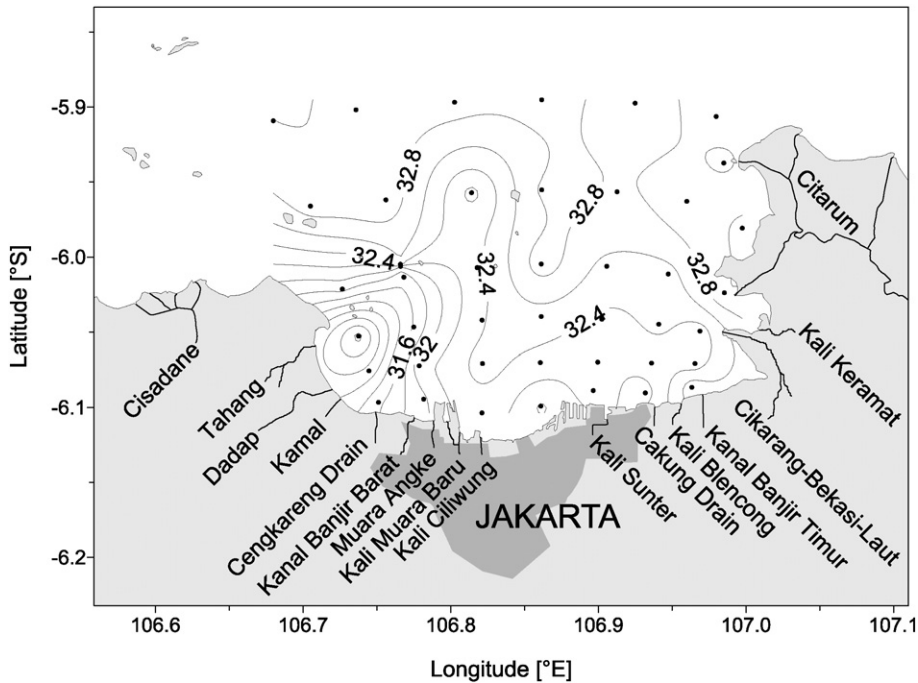 Latitude [°S]
-5.9
-6.0
-6.1
-6.2
32.8
32.8
32.4
32.4
32.8
32.4
31.6
32
Citarum
Cisadane
Tahang
Dadap
Kamal
Cengkareng Drain
Kanal Banjir Barat
Muara Angke
Kali Muara Baru
Kali Ciliwung
JAKARTA
Kali Sunter
Cakung Drain
Kali Blencong
Kanal Banjir Timur
Cikarang-Bekasi-Laut
Kali Keramat
106.6
106.7
106.8
106.9
107.0
107.1
Longitude [°E]